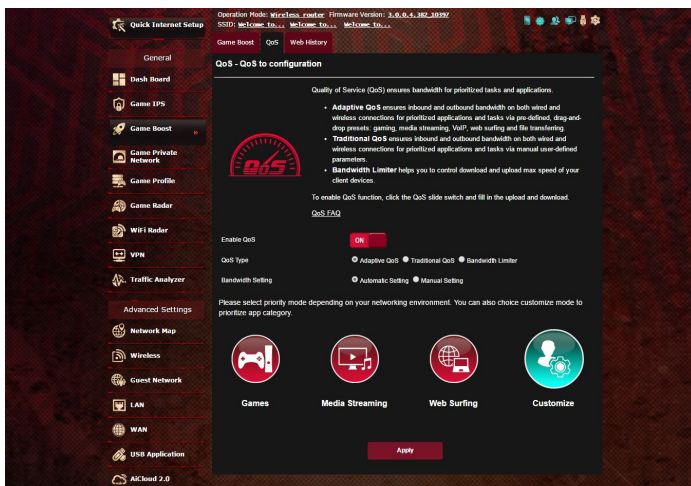 Quick Internet Setup
General
Dash Board
Game IPS
Game Boost
Game Private
Network
Game Profile
Game Radar
WiFi Radar
VPN
Traffic Analyzer
Advanced Settings
Network Map
Wireless
Guest Network
LAN
WAN
USB Application
AiCloud 2.0
Operation Mode: Wireless router Firmware Version: 3.0.0.4.382_10397
SSID: Welcome to... Welcome to... Welcome to...
Game Boost QoS Web History
QoS - QoS to configuration
Quality of Service (QoS) ensures bandwidth for prioritized tasks and applications.
• Adaptive QoS ensures inbound and outbound bandwidth on both wired and
wireless connections for prioritized applications and tasks via pre-defined, drag-and-
drop presets: gaming, media streaming, VoIP, web surfing and file transferring.
• Traditional QoS ensures inbound and outbound bandwidth on both wired and
wireless connections for prioritized applications and tasks via manual user-defined
parameters.
• Bandwidth Limiter helps you to control download and upload max speed of your
client devices.
QoS
To enable QoS function, click the QoS slide switch and fill in the upload and download.
QoS FAQ
Enable QoS ON
QoS Type Adaptive QoS Traditional QoS Bandwidth Limiter
Bandwidth Setting Automatic Setting Manual Setting
Please select priority mode depending on your networking environment. You can also choice customize mode to
prioritize app category.
Games Media Streaming Web Surfing Customize
Apply